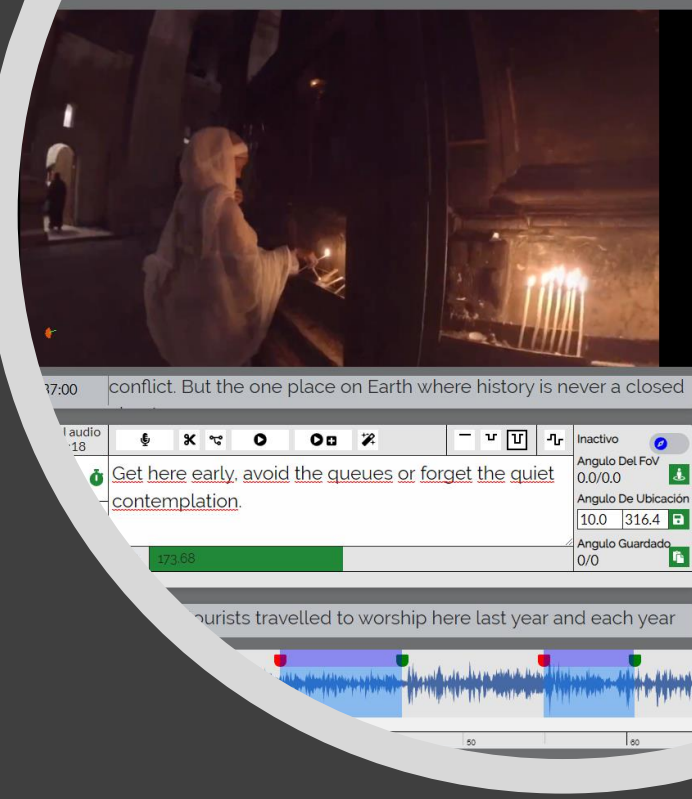 37:00
conflict. But the one place on Earth where history is never a closed
l audio
:18
Inactivo
Angulo Del FoV
0.0/0.0
Get here early, avoid the queues or forget the quiet
contemplation.
Angulo De Ubicación
10.0 316.4
Angulo Guardado
0/0
173.68
ourists travelled to worship here last year and each year
50 60